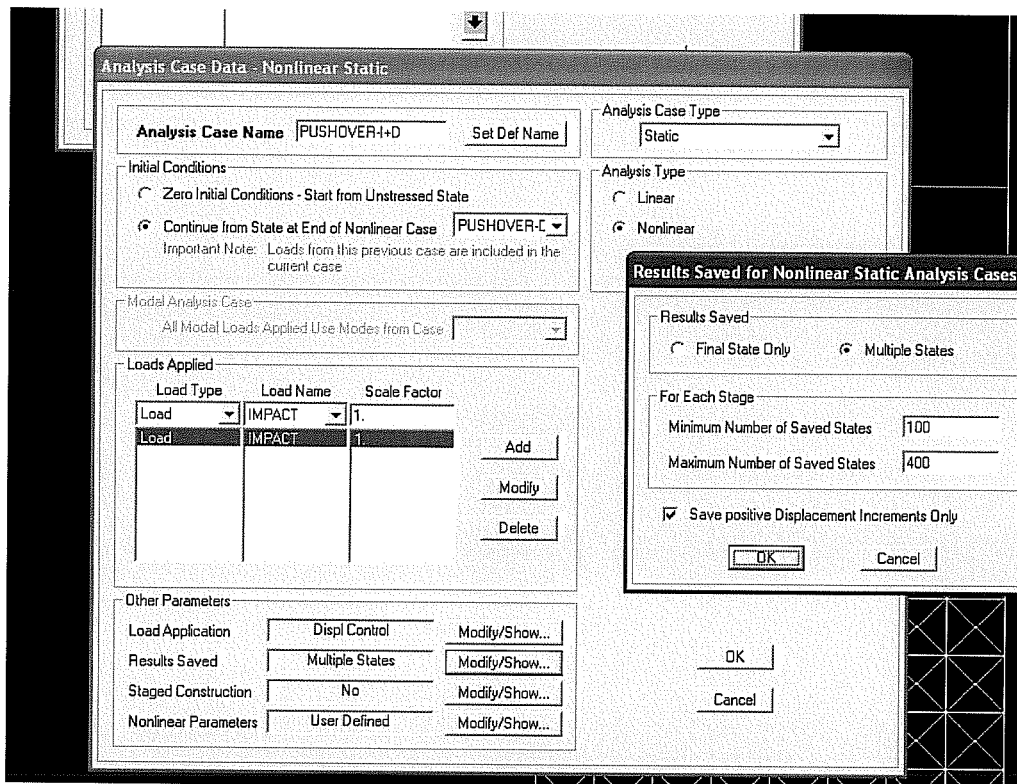 Analysis Case Data - Nonlinear Static
Analysis Case Name PUSHOVER-I+D Set Def Name
Analysis Case Type
Static
Initial Conditions
Zero Initial Conditions - Start from Unstressed State
Continue from State at End of Nonlinear Case PUSHOVER-D
Important Note: Loads from this previous case are included in the
current case
Analysis Type
Linear
Nonlinear
Modal Analysis Case
All Modal Loads Applied Use Modes from Case
Loads Applied
Load Type Load Name Scale Factor
Load IMPACT 1.
Load IMPACT 1.
Add
Modify
Delete
Other Parameters
Load Application Displ Control Modify/Show...
Results Saved Multiple States Modify/Show...
Staged Construction No Modify/Show...
Nonlinear Parameters User Defined Modify/Show...
OK
Cancel
Results Saved for Nonlinear Static Analysis Cases
Results Saved
Final State Only Multiple States
For Each Stage
Minimum Number of Saved States 100
Maximum Number of Saved States 400
Save positive Displacement Increments Only
OK Cancel